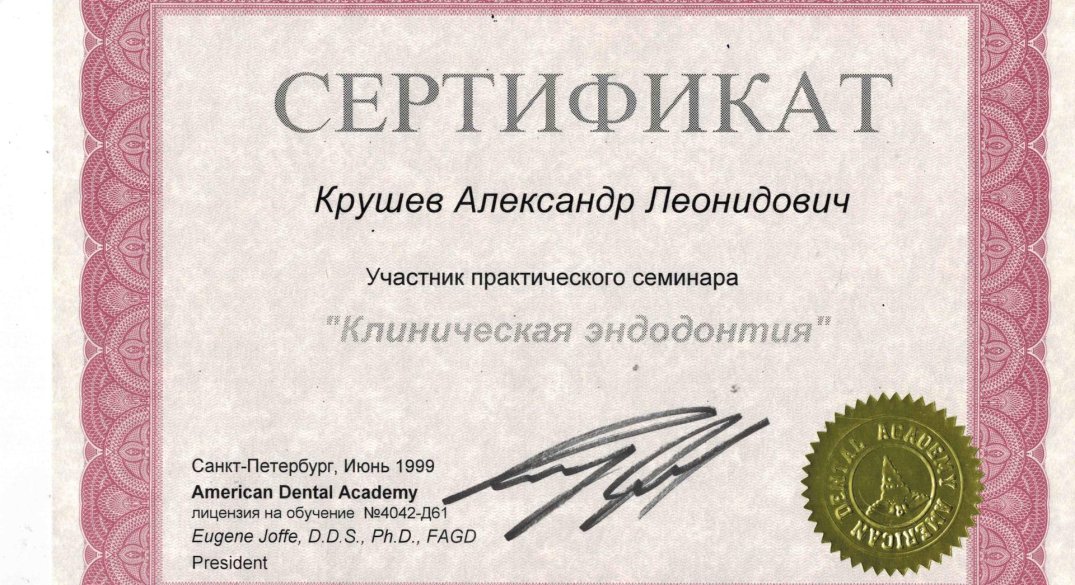 СЕРТИФИКАТ
Крушев Александр Леонидович
Участник практического семинара
"Клиническая эндодонтия"
Санкт-Петербург, Июнь 1999
American Dental Academy
лицензия на обучение №4042-Д61
Eugene Joffe, D.D.S., Ph.D., FAGD
President
AMERICAN DENTAL ACADEMY